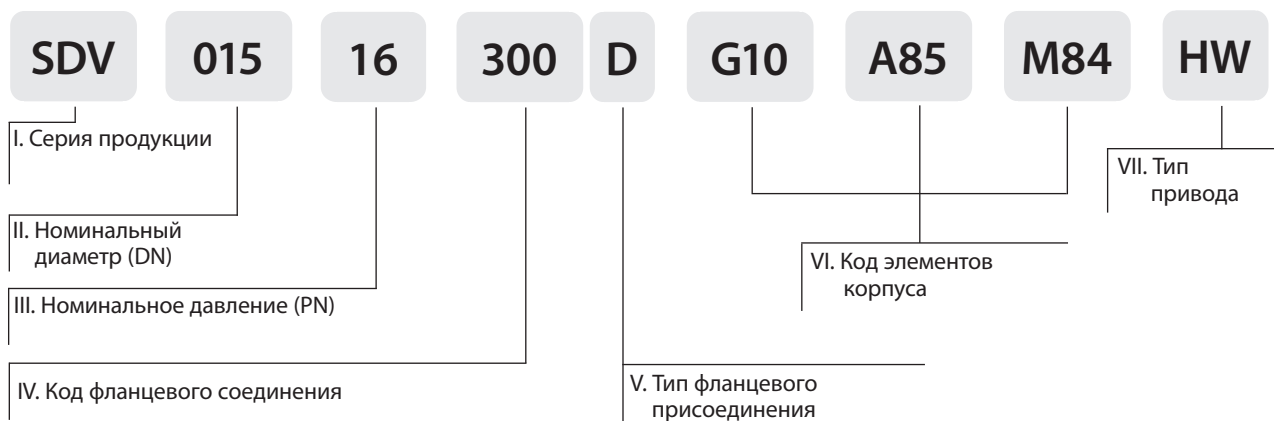 SDV 015 16 300 D G10 A85 M84 HW
I. Серия продукции
II. Номинальный
диаметр (DN)
III. Номинальное давление (PN)
IV. Код фланцевого соединения
V. Тип фланцевого
присоединения
VI. Код элементов
корпуса
VII. Тип
привода